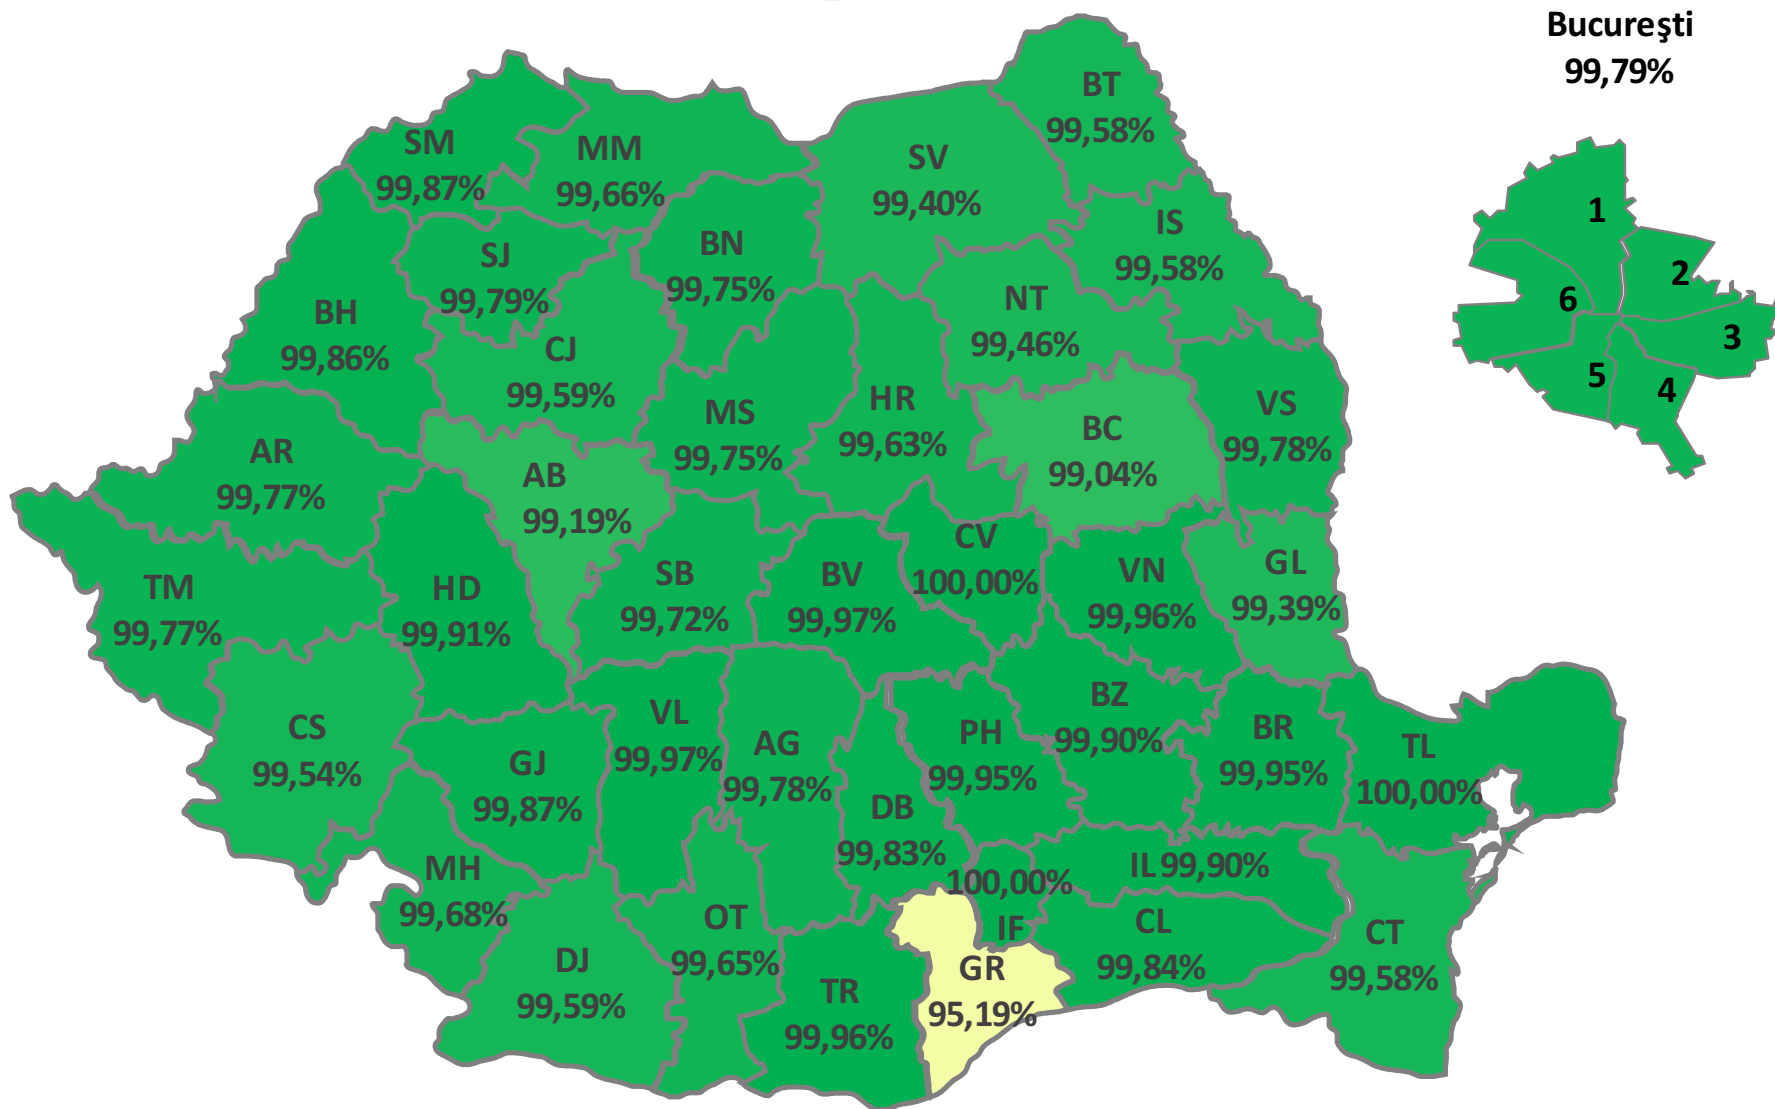 Bucureşti
99,79%
BT
99,58%
SM
99,87%
MM
99,66%
SV
99,40%
1
IS
99,58%
BN
99,75%
SJ
99,79%
2
6
NT
99,46%
BH
99,86%
3
CJ
99,59%
5
4
HR
99,63%
VS
99,78%
MS
99,75%
BC
99,04%
AR
99,77%
AB
99,19%
CV
100,00%
GL
99,39%
VN
99,96%
SB
99,72%
BV
99,97%
TM
99,77%
HD
99,91%
BZ
99,90%
VL
99,97%
CS
99,54%
BR
99,95%
PH
99,95%
AG
99,78%
TL
100,00%
GJ
99,87%
DB
99,83%
IL 99,90%
MH
99,68%
100,00%
IF
OT
99,65%
CL
99,84%
CT
99,58%
DJ
99,59%
GR
95,19%
TR
99,96%